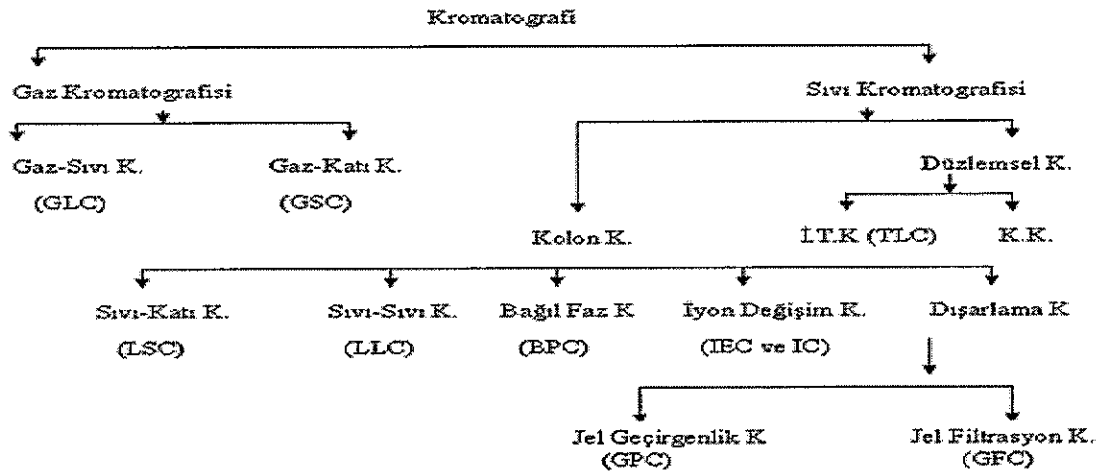 Kromatografi
Gaz Kromatografisi
Sıvı Kromatografisi
Gaz-Sıvı K.
(GLC)
Gaz-Katı K.
(GSC)
Düzlemsel K.
Kolon K.
İ.T.K (TLC)
K.K.
Sıvı-Katı K.
(LSC)
Sıvı-Sıvı K.
(LLC)
Bağıl Faz K
(BPC)
İyon Değişim K.
(IEC ve IC)
Dışarlama K
Jel Geçirgenlik K
(GPC)
Jel Filtrasyon K.
(GFC)